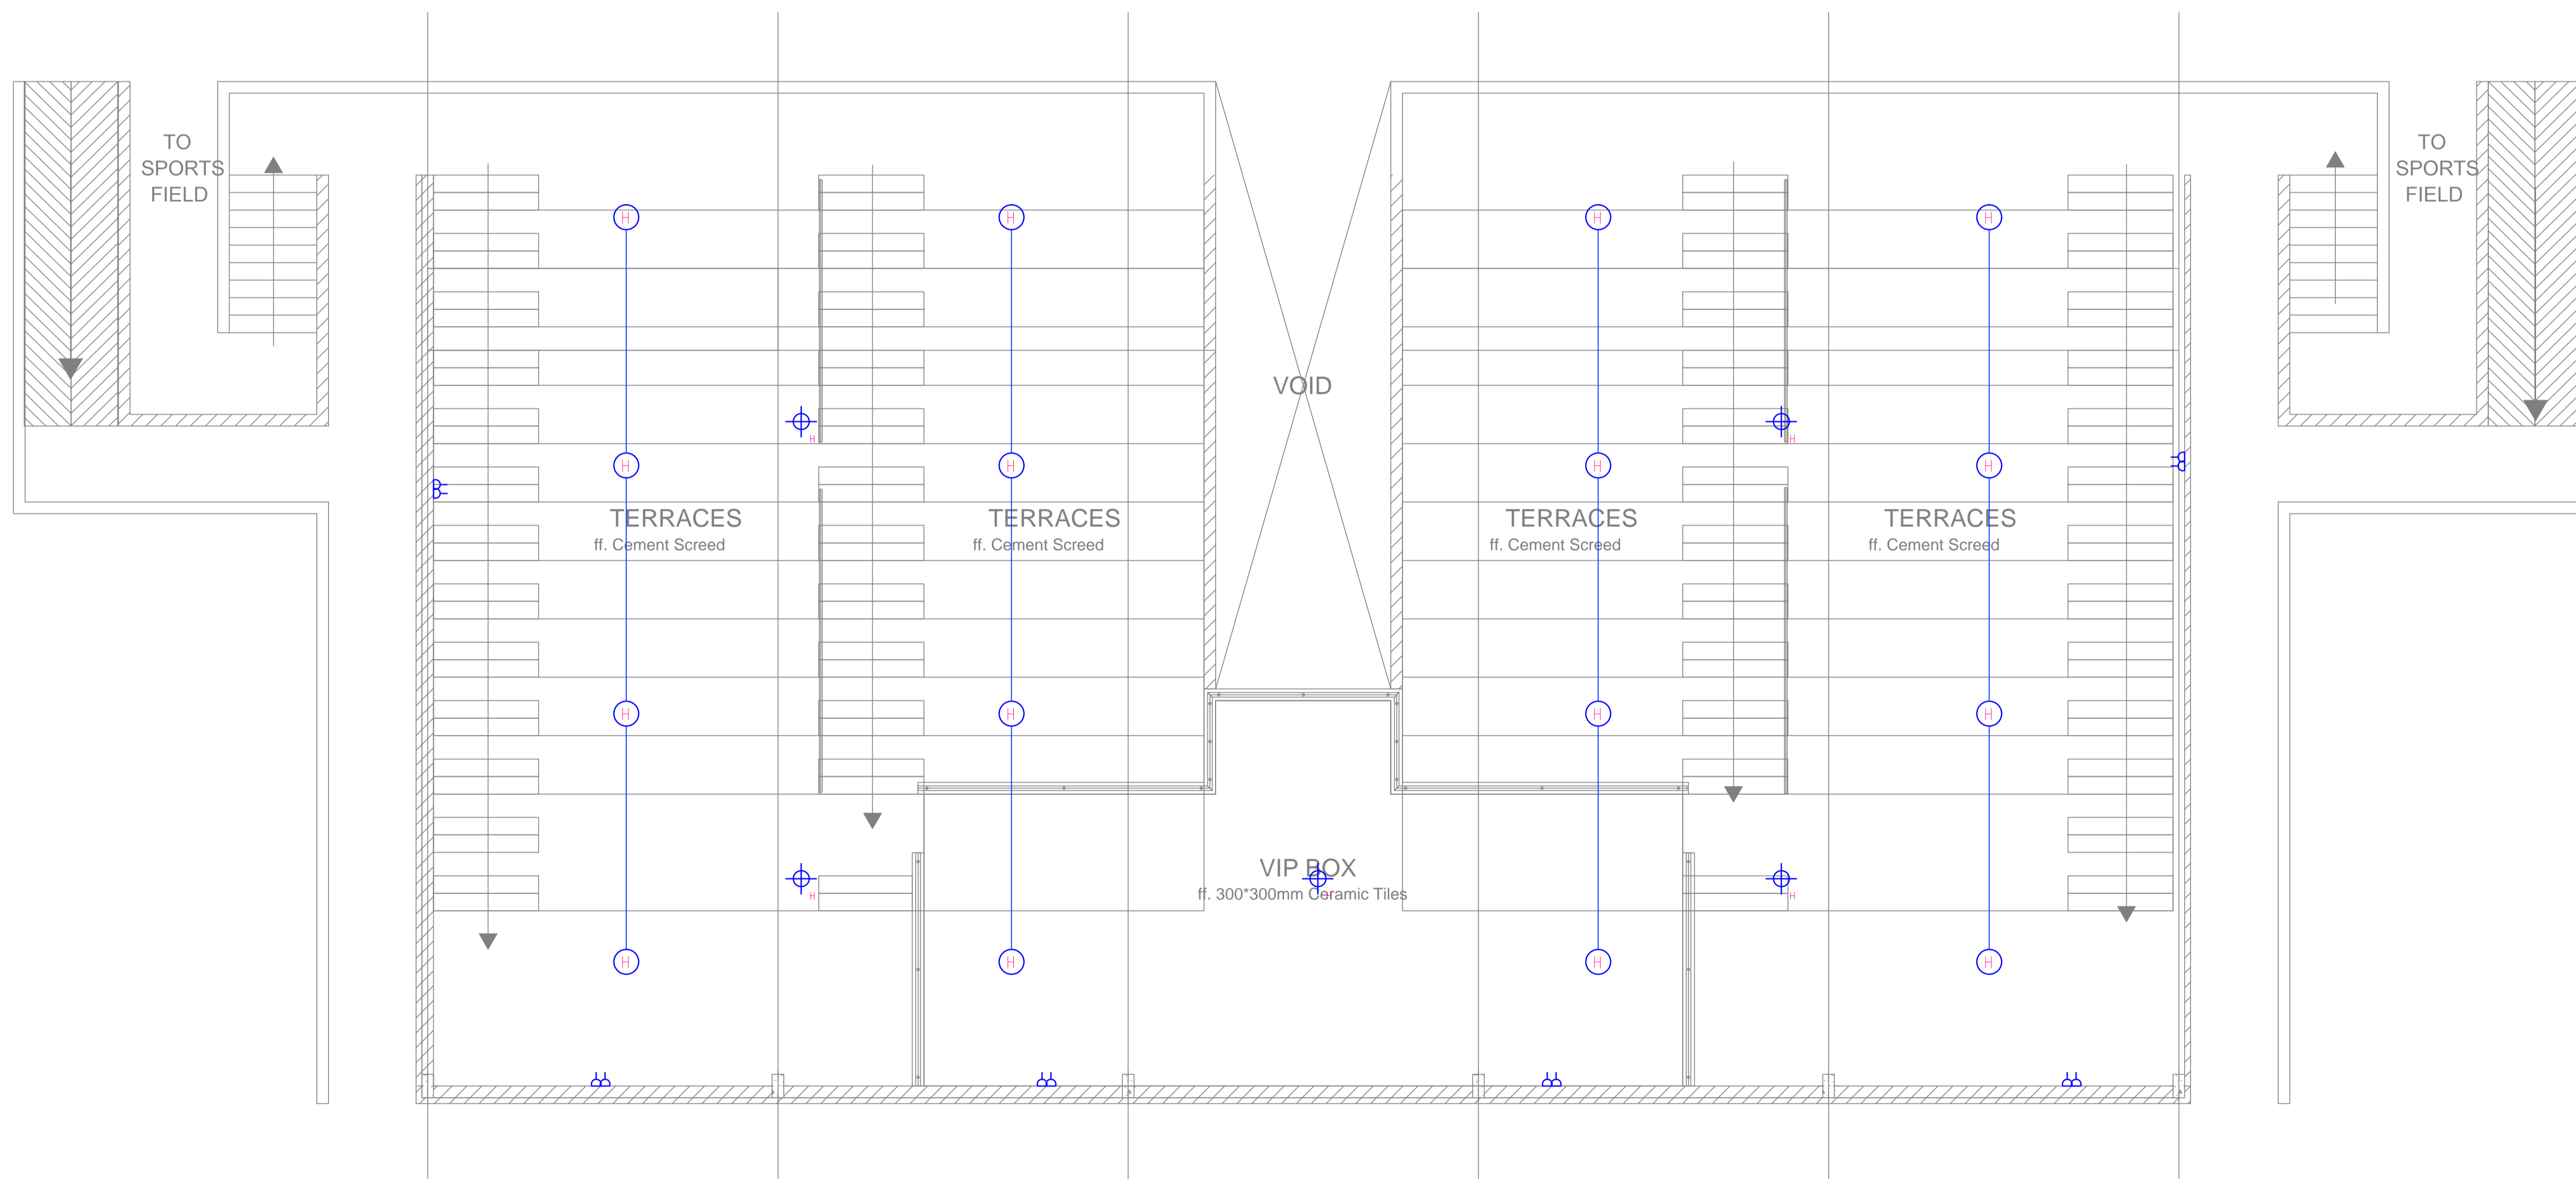 TO
SPORTS
FIELD
TO
SPORTS
FIELD
H
H
H
H
VOID
H
H
H
H
H
H
TERRACES
ff. Cement Screed
TERRACES
ff. Cement Screed
TERRACES
ff. Cement Screed
TERRACES
ff. Cement Screed
H
H
H
H
VIP BOX
ff. 300*300mm Ceramic Tiles
H
H
H
H
H
H
H